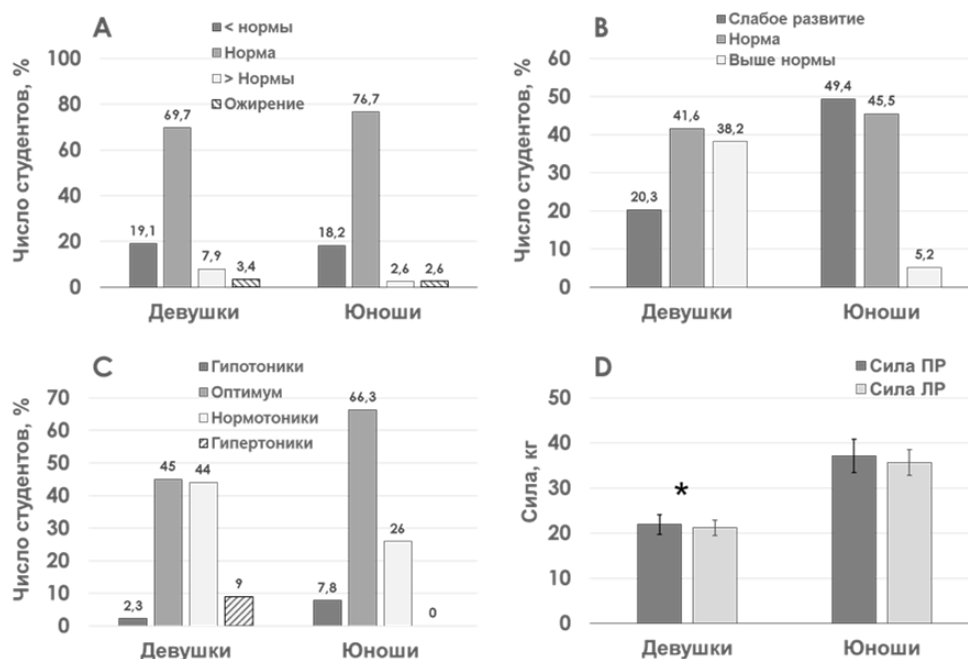 A
< нормы
Норма
> Нормы
Ожирение
Число студентов, %
100
80
60
40
20
0
19,1
69,7
7,9
3,4
18,2
76,7
2,6
2,6
Девушки
Юноши
B
Слабое развитие
Норма
Выше нормы
Число студентов, %
60
50
40
30
20
10
0
20,3
41,6
38,2
49,4
45,5
5,2
Девушки
Юноши
C
Гипотоники
Оптимум
Нормотоники
Гипертоники
Число студентов, %
70
60
50
40
30
20
10
0
2,3
45
44
9
7,8
66,3
26
0
Девушки
Юноши
D
Сила ПР
Сила ЛР
Сила, кг
50
40
30
20
10
0
*
Девушки
Юноши